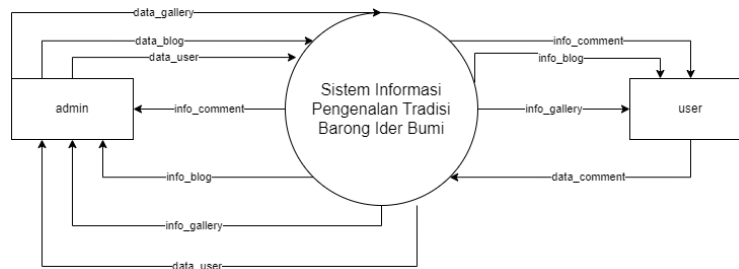 data_gallery
data_blog
data_user
info_comment
info_blog
Sistem Informasi
Pengenalan Tradisi
Barong Ider Bumi
admin
info_comment
info_gallery
user
info_blog
data_comment
info_gallery
data_user